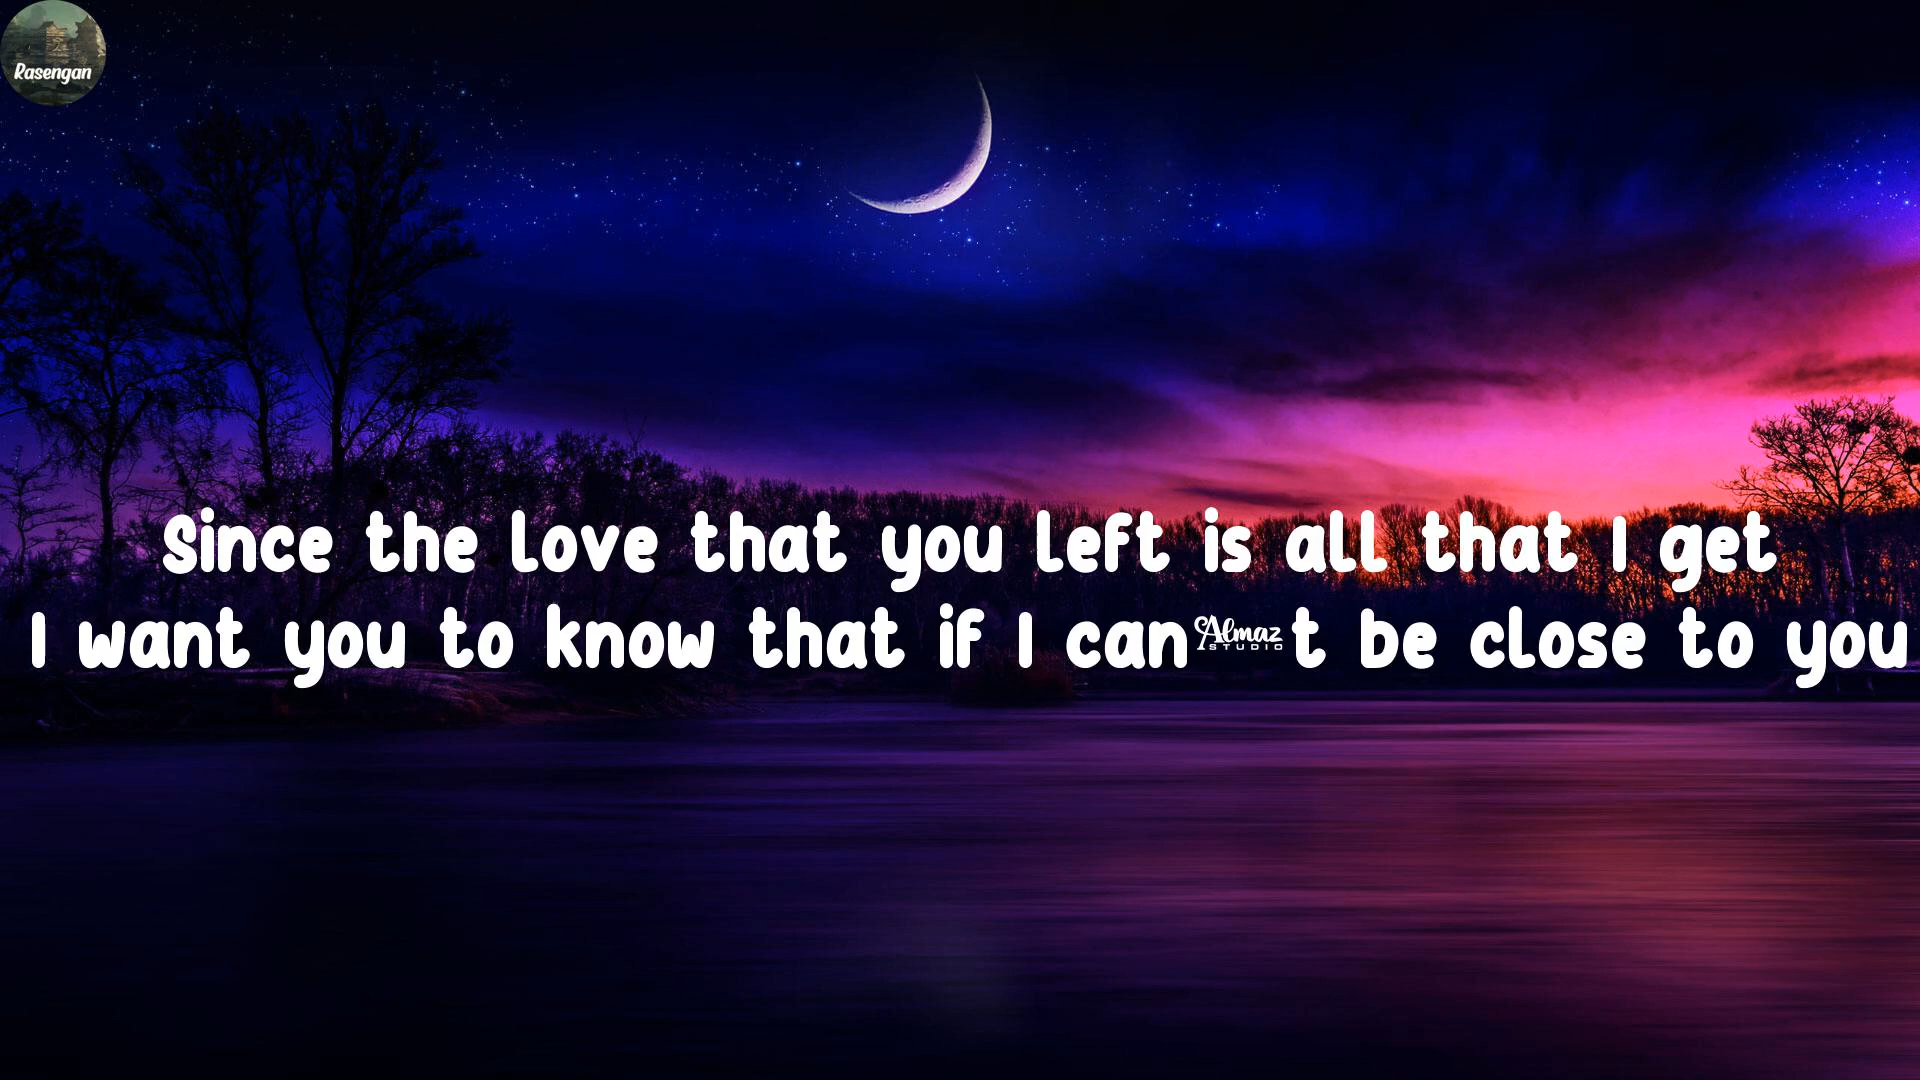 Rasengan
Since the love that you left is all that I get
I want you to know that if I can Almaz STUDIO t be close to you